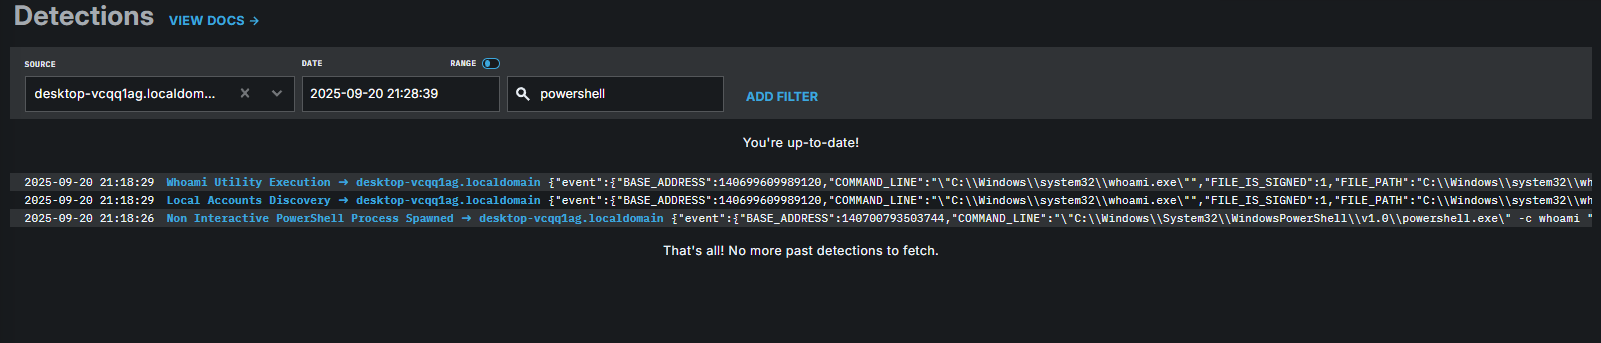 Detections VIEW DOCS →
SOURCE DATE RANGE
desktop-vcqq1ag.localdom... 2025-09-20 21:28:39 powershell ADD FILTER
You're up-to-date!
2025-09-20 21:18:29 Whoami Utility Execution → desktop-vcqq1ag.localdomain {"event":{"BASE_ADDRESS":140699609989120,"COMMAND_LINE":"\"C:\\Windows\\system32\\whoami.exe\"","FILE_IS_SIGNED":1,"FILE_PATH":"C:\\Windows\\system32\\wh
2025-09-20 21:18:29 Local Accounts Discovery → desktop-vcqq1ag.localdomain {"event":{"BASE_ADDRESS":140699609989120,"COMMAND_LINE":"\"C:\\Windows\\system32\\whoami.exe\"","FILE_IS_SIGNED":1,"FILE_PATH":"C:\\Windows\\system32\\wh
2025-09-20 21:18:26 Non Interactive PowerShell Process Spawned → desktop-vcqq1ag.localdomain {"event":{"BASE_ADDRESS":140700793503744,"COMMAND_LINE":"\"C:\\Windows\\System32\\WindowsPowerShell\\v1.0\\powershell.exe\" -c whoami "
That's all! No more past detections to fetch.